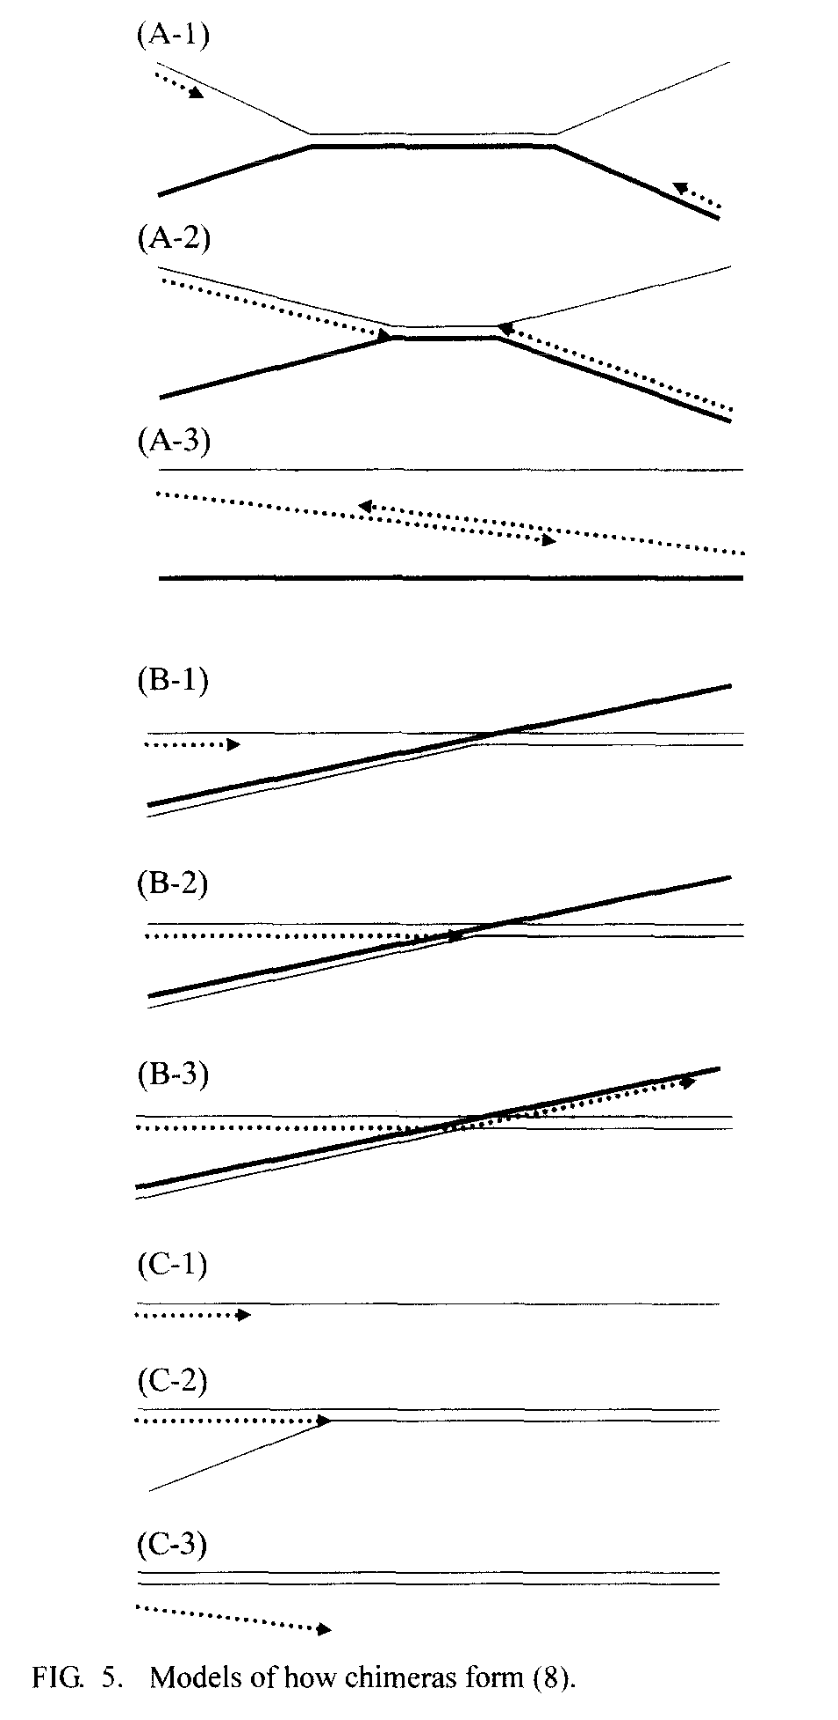 (A-1)
(A-2)
(A-3)
(B-1)
(B-2)
(B-3)
(C-1)
(C-2)
(C-3)
FIG. 5. Models of how chimeras form (8).